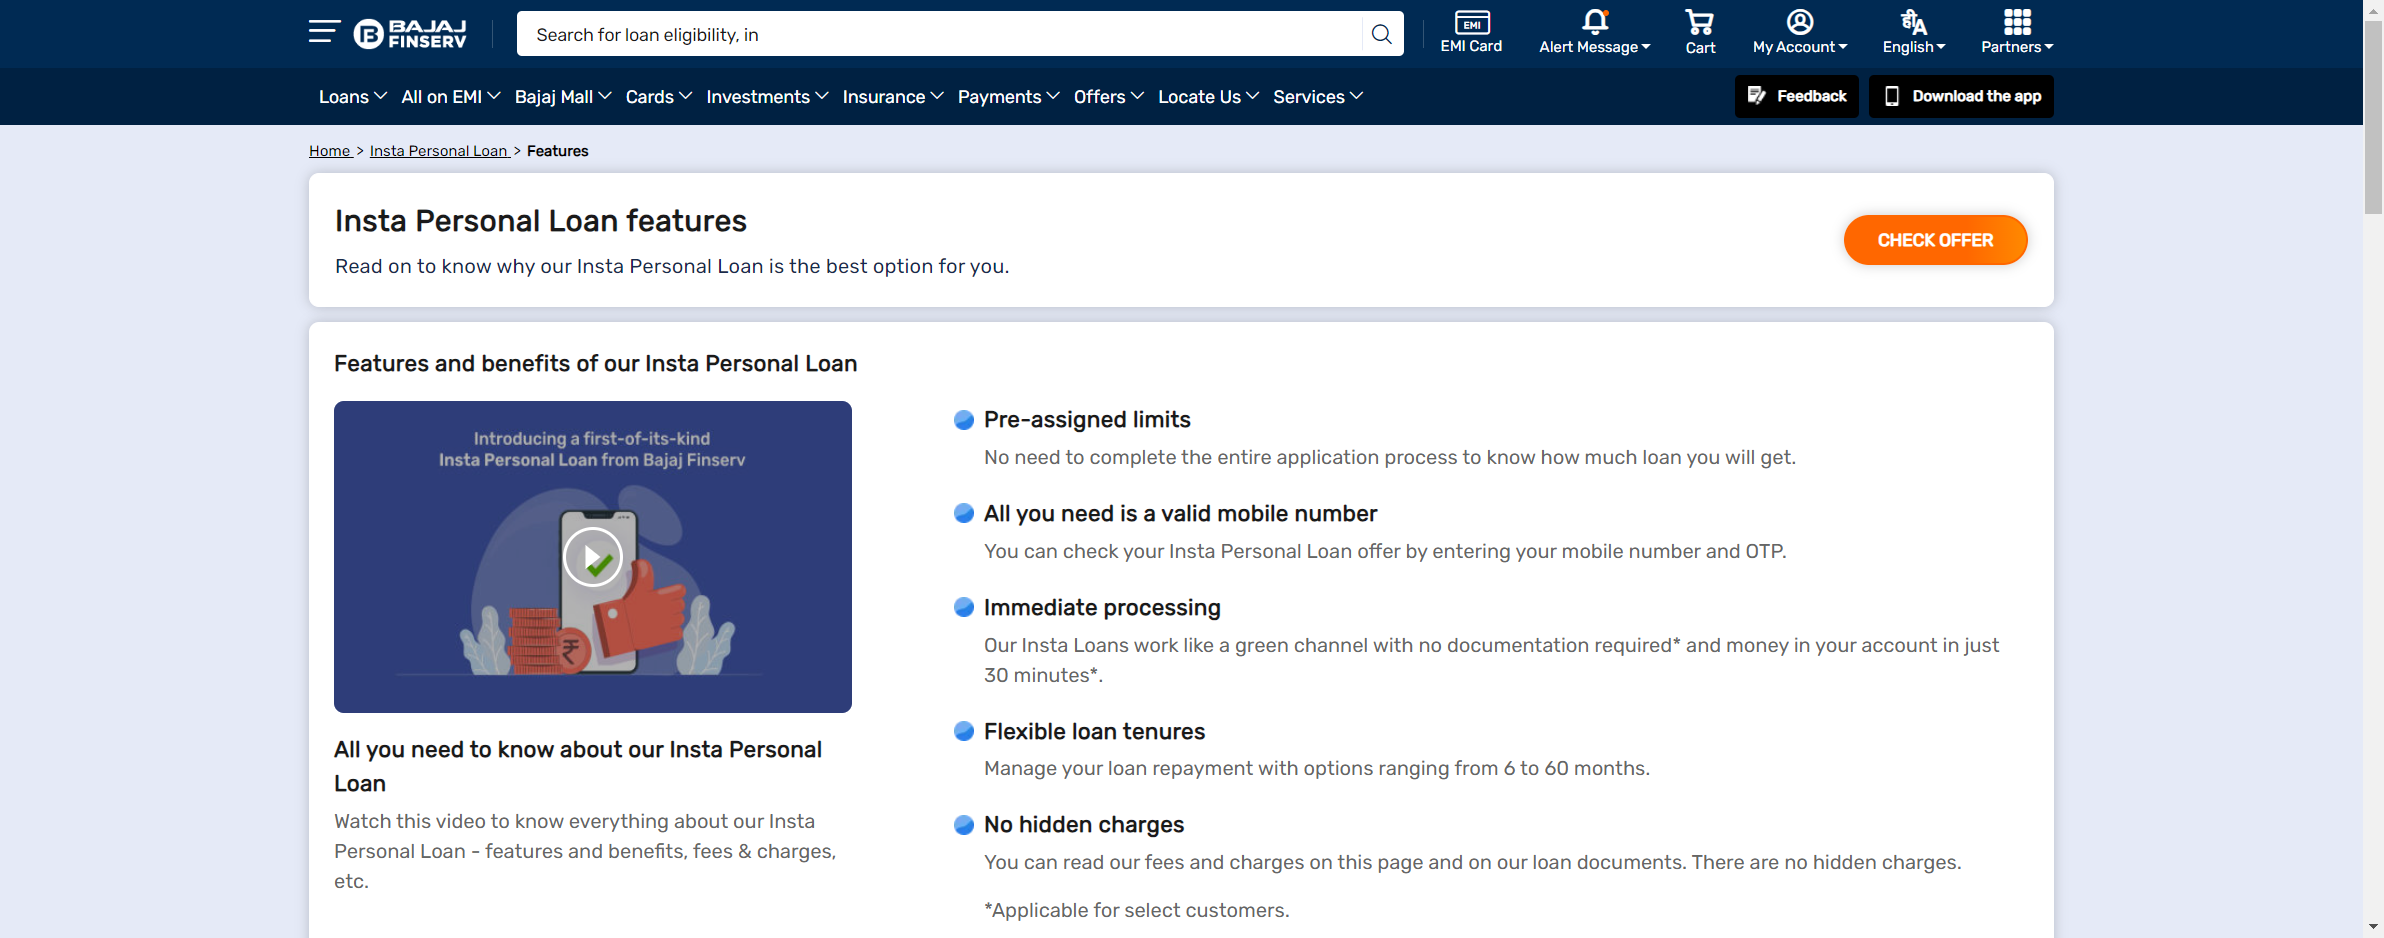 BAJAJ
FINSERV
Search for loan eligibility, in
EMI
EMI Card
Alert Message
Cart
My Account
हीA
English
Partners
Loans All on EMI Bajaj Mall Cards Investments Insurance Payments Offers Locate Us Services
Feedback
Download the app
Home > Insta Personal Loan > Features
Insta Personal Loan features
Read on to know why our Insta Personal Loan is the best option for you.
CHECK OFFER
Features and benefits of our Insta Personal Loan
Introducing a first-of-its-kind
Insta Personal Loan from Bajaj Finserv
₹
All you need to know about our Insta Personal
Loan
Watch this video to know everything about our Insta
Personal Loan - features and benefits, fees & charges,
etc.
Pre-assigned limits
No need to complete the entire application process to know how much loan you will get.
All you need is a valid mobile number
You can check your Insta Personal Loan offer by entering your mobile number and OTP.
Immediate processing
Our Insta Loans work like a green channel with no documentation required* and money in your account in just
30 minutes*.
Flexible loan tenures
Manage your loan repayment with options ranging from 6 to 60 months.
No hidden charges
You can read our fees and charges on this page and on our loan documents. There are no hidden charges.
*Applicable for select customers.